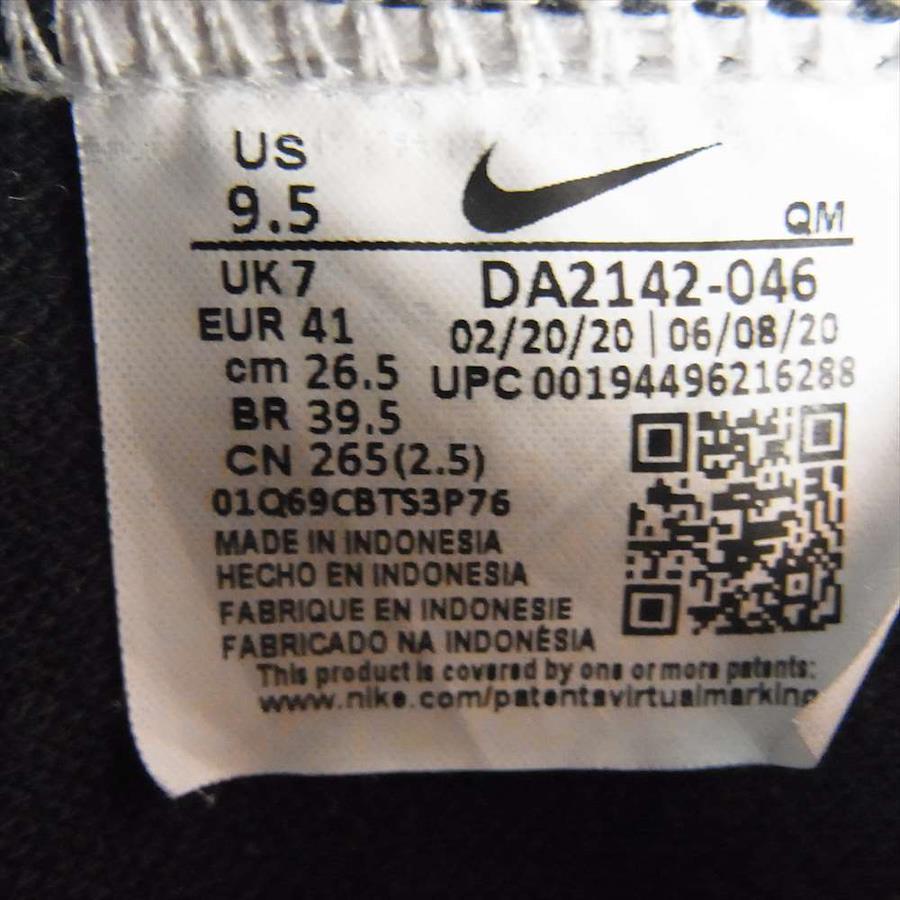 US
9.5
QM
UK 7
DA2142-046
EUR 41
02/20/20 | 06/08/20
cm 26.5
UPC 00194496216288
BR 39.5
CN 265(2.5)
01Q69CBTS3P76
MADE IN INDONESIA
HECHO EN INDONESIA
FABRIQUE EN INDONESIE
FABRICADO NA INDONÉSIA
This product is covered by one or more patents:
www.nike.com/patentsvirtualmarking